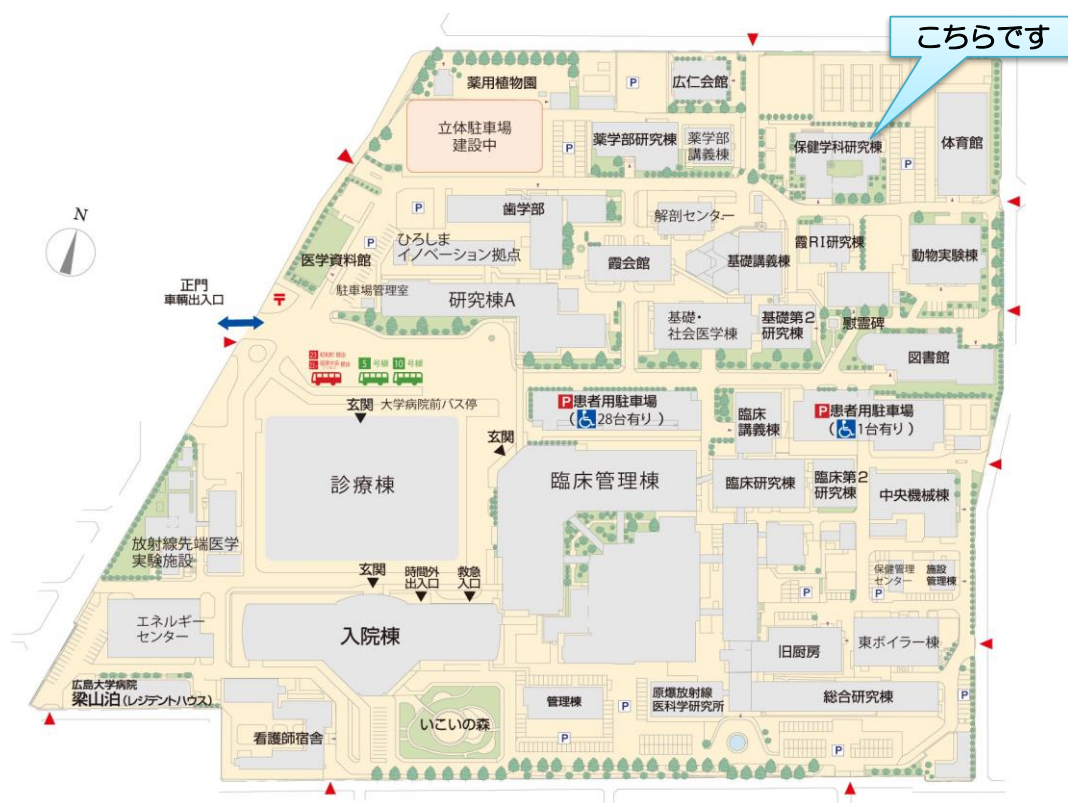 こちらです
薬用植物園
P
広仁会館
立体駐車場
建設中
P
薬学部研究棟
薬学部
講義棟
保健学科研究棟
P
体育館
N
P
歯学部
解剖センター
医学資料館
P
ひろしま
イノベーション拠点
霞会館
基礎講義棟
霞RI研究棟
動物実験棟
正門
車輌出入口
〒
駐車場管理室
研究棟A
基礎・
社会医学棟
基礎第2
研究棟
慰霊碑
図書館
5 号線
10 号線
玄関
大学病院前バス停
P患者用駐車場
( 28台有り )
臨床
講義棟
P患者用駐車場
( 1台有り )
玄関
診療棟
臨床管理棟
臨床研究棟
臨床第2
研究棟
中央機械棟
放射線先端医学
実験施設
玄関
時間外
出入口
救急
入口
保健管理
センター
施設
管理棟
P
P
エネルギー
センター
入院棟
旧厨房
東ボイラー棟
広島大学病院
梁山泊(レジデントハウス)
管理棟
P
原爆放射線
医科学研究所
総合研究棟
P
看護師宿舎
いこいの森
P
P